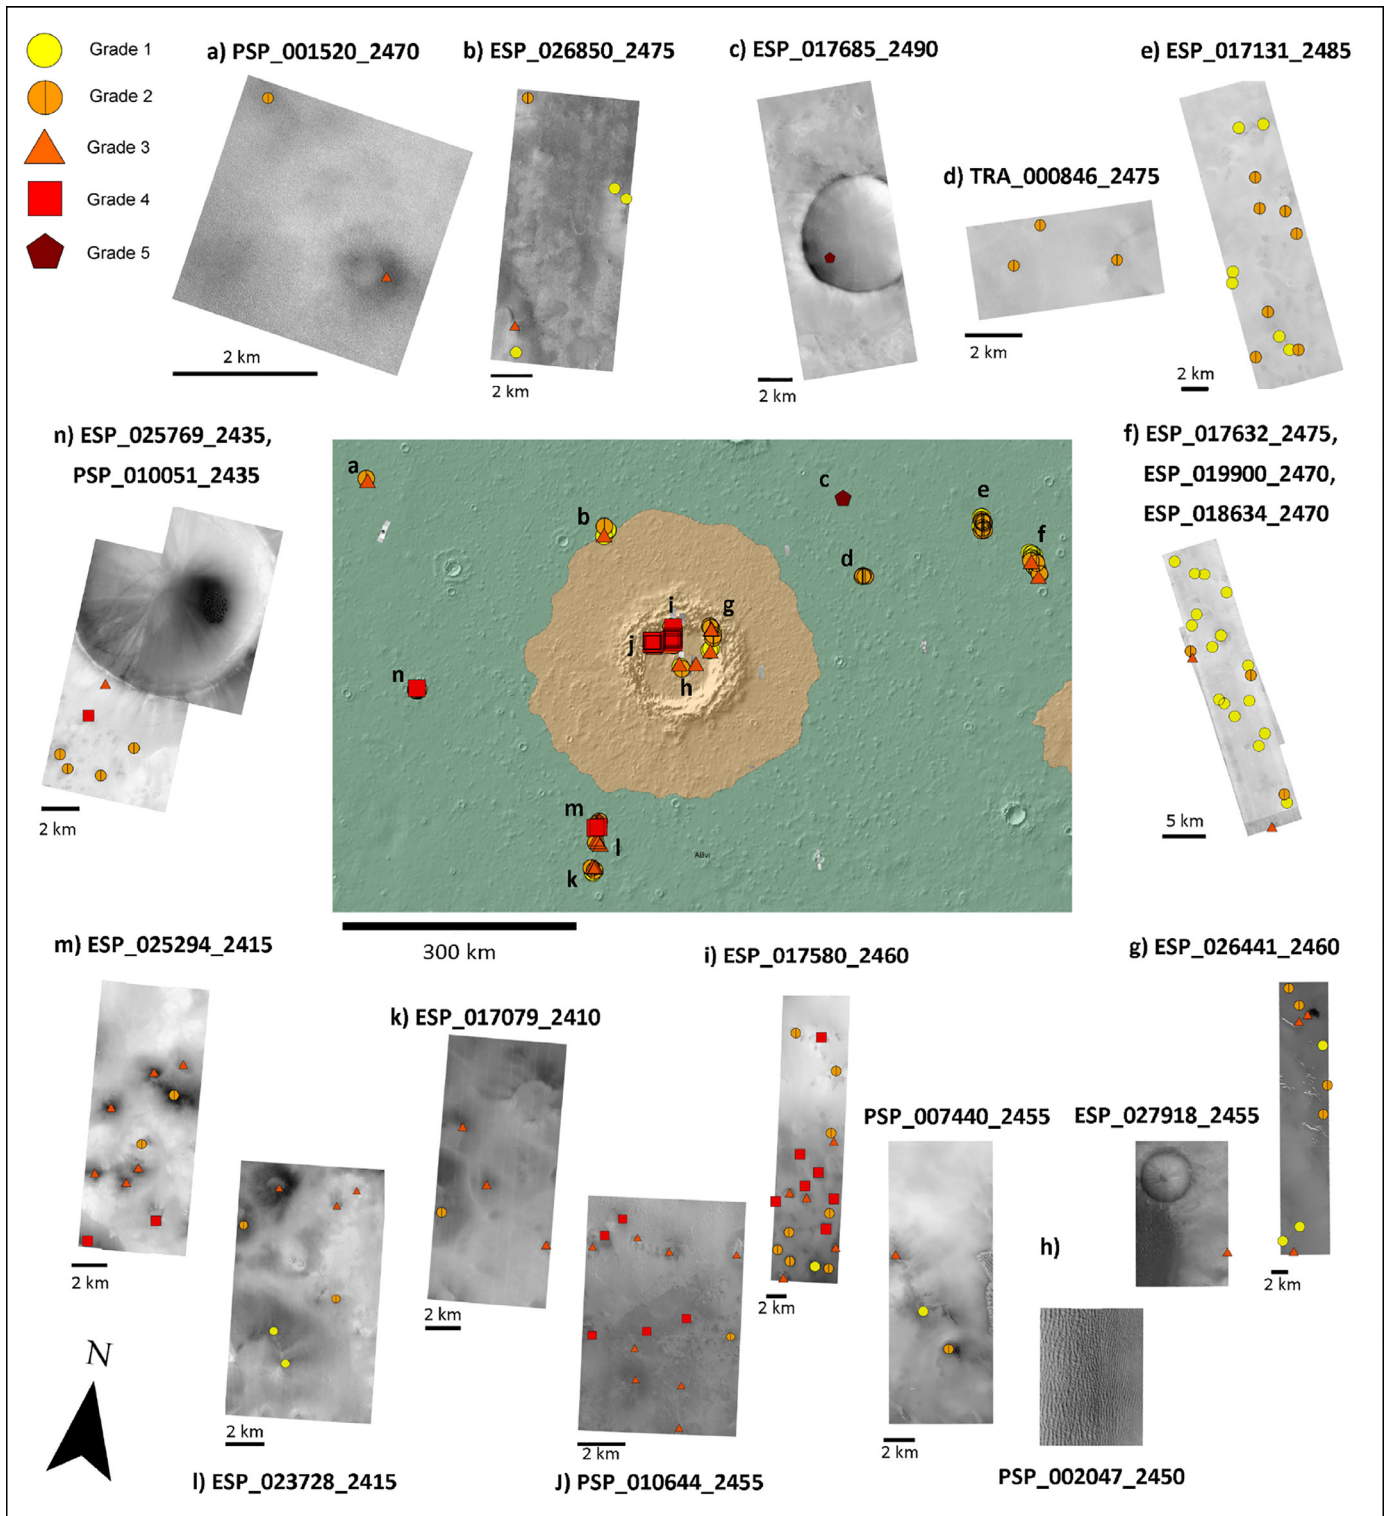 Grade 1
Grade 2
Grade 3
Grade 4
Grade 5
a) PSP_001520_2470
2 km
b) ESP_026850_2475
2 km
c) ESP_017685_2490
2 km
d) TRA_000846_2475
2 km
e) ESP_017131_2485
2 km
n) ESP_025769_2435,
PSP_010051_2435
2 km
a
b
c
d
e
f
g
h
i
j
k
l
m
n
ABvi
300 km
f) ESP_017632_2475,
ESP_019900_2470,
ESP_018634_2470
5 km
m) ESP_025294_2415
2 km
N
l) ESP_023728_2415
2 km
k) ESP_017079_2410
2 km
J) PSP_010644_2455
2 km
i) ESP_017580_2460
2 km
PSP_007440_2455
2 km
ESP_027918_2455
h)
PSP_002047_2450
g) ESP_026441_2460
2 km